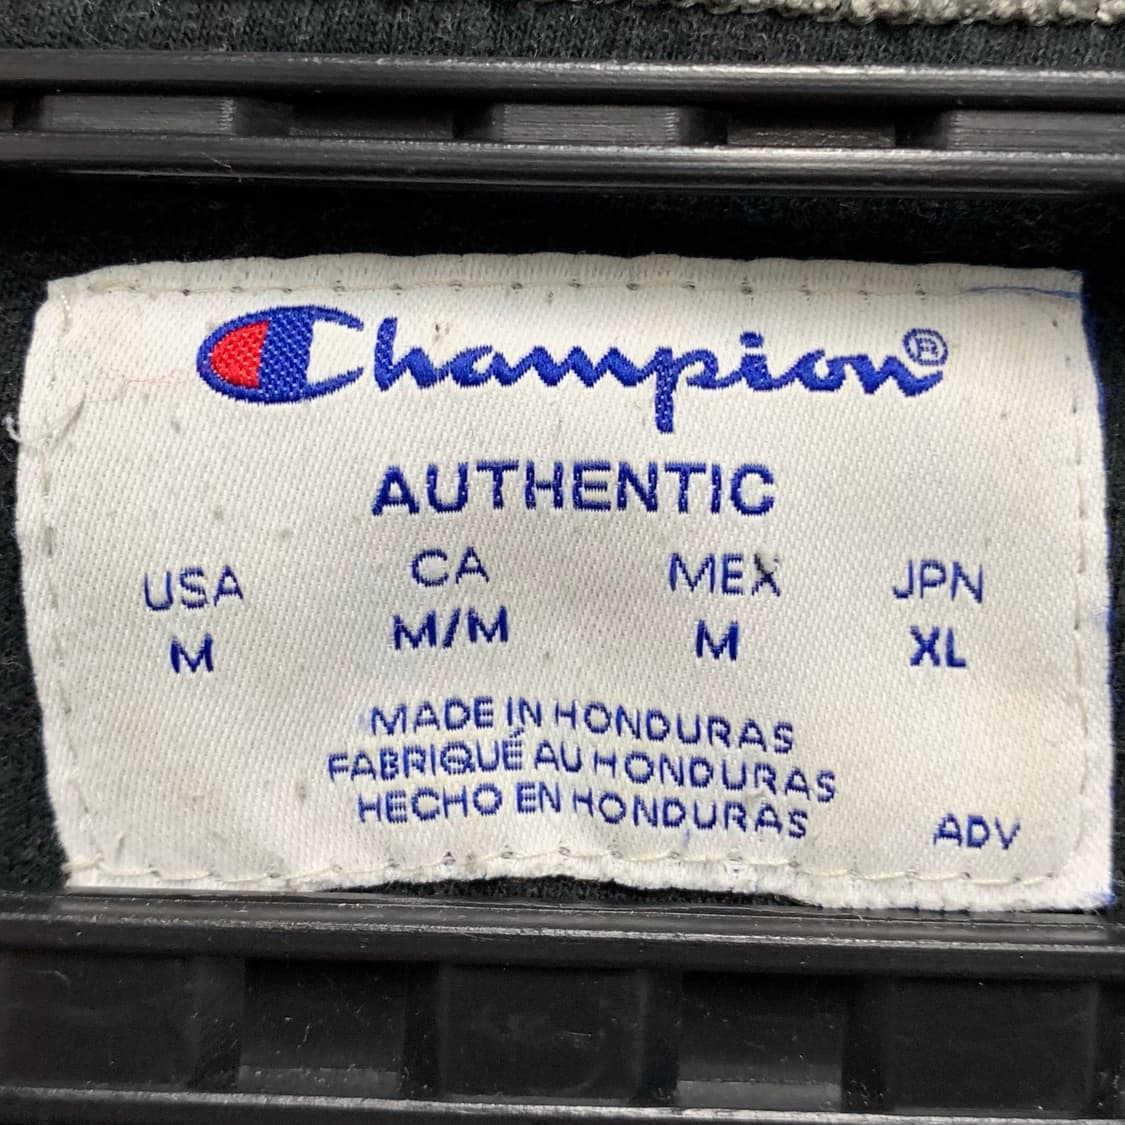 Champion®
AUTHENTIC
USA CA MEX JPN
M M/M M XL
MADE IN HONDURAS
FABRIQUÉ AU HONDURAS
HECHO EN HONDURAS
ADV